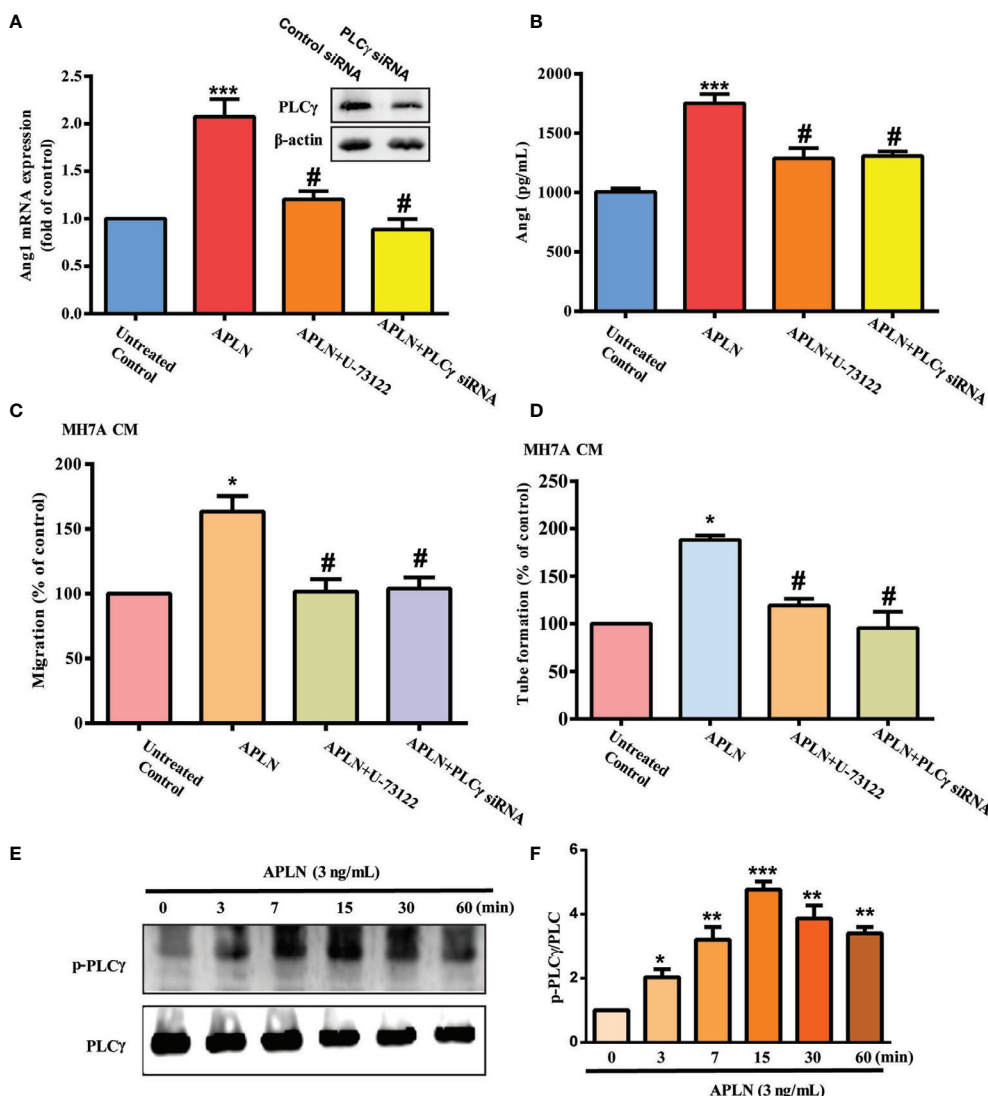 A
Ang1 mRNA expression
(fold of control)
2.5
2.0
1.5
1.0
0.5
0.0
***
#
#
Control siRNA
PLCγ siRNA
PLCγ
β-actin
Untreated
Control
APLN
APLN+U-73122
APLN+PLCγ siRNA
B
Ang1 (pg/mL)
2000
1500
1000
500
0
***
#
#
Untreated
Control
APLN
APLN+U-73122
APLN+PLCγ siRNA
C
MH7A CM
Migration (% of control)
200
150
100
50
0
*
#
#
Untreated
Control
APLN
APLN+U-73122
APLN+PLCγ siRNA
D
MH7A CM
Tube formation (% of control)
250
200
150
100
50
0
*
#
#
Untreated
Control
APLN
APLN+U-73122
APLN+PLCγ siRNA
E
APLN (3 ng/mL)
0 3 7 15 30 60 (min)
p-PLCγ
PLCγ
F
p-PLCγ/PLC
6
4
2
0
*
**
***
**
**
0 3 7 15 30 60 (min)
APLN (3 ng/mL)